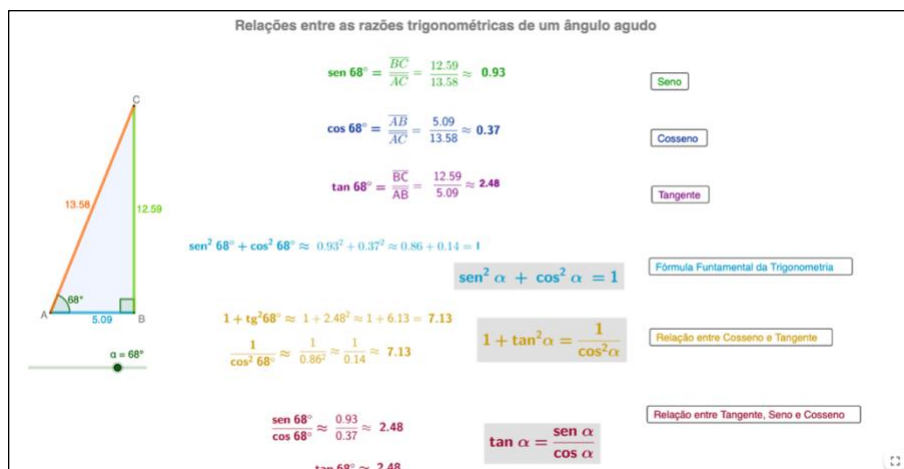 Relações entre as razões trigonométricas de um ângulo agudo
sen 68° = BC/AC = 12.59/13.58 ≈ 0.93
Seno
cos 68° = AB/AC = 5.09/13.58 ≈ 0.37
Cosseno
tan 68° = BC/AB = 12.59/5.09 ≈ 2.48
Tangente
C
13.58
12.59
68°
A
5.09
B
α = 68°
sen² 68° + cos² 68° ≈ 0.93² + 0.37² ≈ 0.86 + 0.14 = 1
sen² α + cos² α = 1
Fórmula Funtamental da Trigonometria
1 + tg²68° ≈ 1 + 2.48² ≈ 1 + 6.13 = 7.13
1/cos² 68° ≈ 1/0.86² ≈ 1/0.14 ≈ 7.13
1 + tan²α = 1/cos²α
Relação entre Cosseno e Tangente
sen 68°/cos 68° ≈ 0.93/0.37 ≈ 2.48
tan α = sen α/cos α
Relação entre Tangente, Seno e Cosseno
tan 68° ≈ 2.48